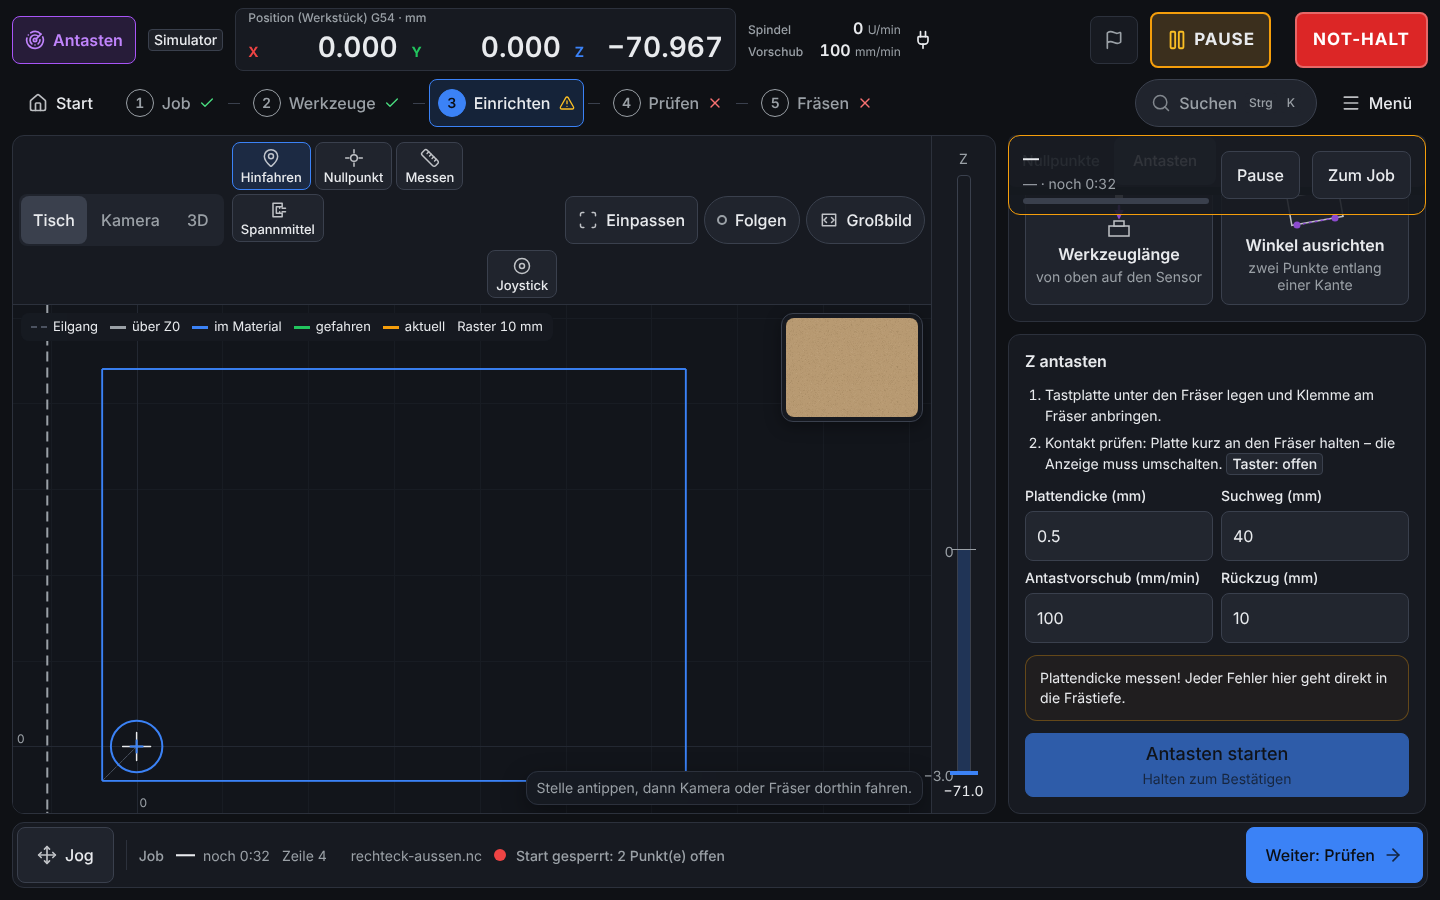 Antasten
Simulator
Position (Werkstück) G54 · mm
X 0.000 Y 0.000 Z −70.967
Spindel 0 U/min
Vorschub 100 mm/min
PAUSE
NOT-HALT
Start
1 Job
2 Werkzeuge
3 Einrichten
4 Prüfen
5 Fräsen
Suchen Strg K
Menü
Hinfahren
Nullpunkt
Messen
Tisch
Kamera
3D
Spannmittel
Einpassen
Folgen
Großbild
Joystick
Eilgang
über Z0
im Material
gefahren
aktuell
Raster 10 mm
0
0
Stelle antippen, dann Kamera oder Fräser dorthin fahren.
Z
0
−3.0
−71.0
—
Nullpunkte
Antasten
— · noch 0:32
Pause
Zum Job
Werkzeuglänge
von oben auf den Sensor
Winkel ausrichten
zwei Punkte entlang
einer Kante
Z antasten
1. Tastplatte unter den Fräser legen und Klemme am
Fräser anbringen.
2. Kontakt prüfen: Platte kurz an den Fräser halten – die
Anzeige muss umschalten. Taster: offen
Plattendicke (mm)
Suchweg (mm)
0.5
40
Antastvorschub (mm/min)
Rückzug (mm)
100
10
Plattendicke messen! Jeder Fehler hier geht direkt in
die Frästiefe.
Antasten starten
Halten zum Bestätigen
Jog
Job — noch 0:32 Zeile 4
rechteck-aussen.nc
Start gesperrt: 2 Punkt(e) offen
Weiter: Prüfen